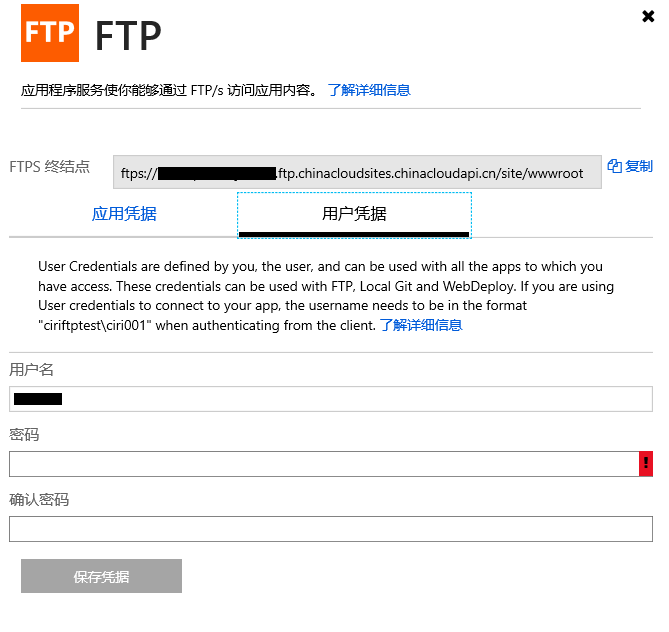 FTP
FTP
应用程序服务使你能够通过 FTP/s 访问应用内容。 了解详细信息
FTPS 终结点
ftps:// .ftp.chinacloudsites.chinacloudapi.cn/site/wwwroot
复制
应用凭据
用户凭据
User Credentials are defined by you, the user, and can be used with all the apps to which you
have access. These credentials can be used with FTP, Local Git and WebDeploy. If you are using
User credentials to connect to your app, the username needs to be in the format
"ciriftptest\ciri001" when authenticating from the client. 了解详细信息
用户名
密码
!
确认密码
保存凭据